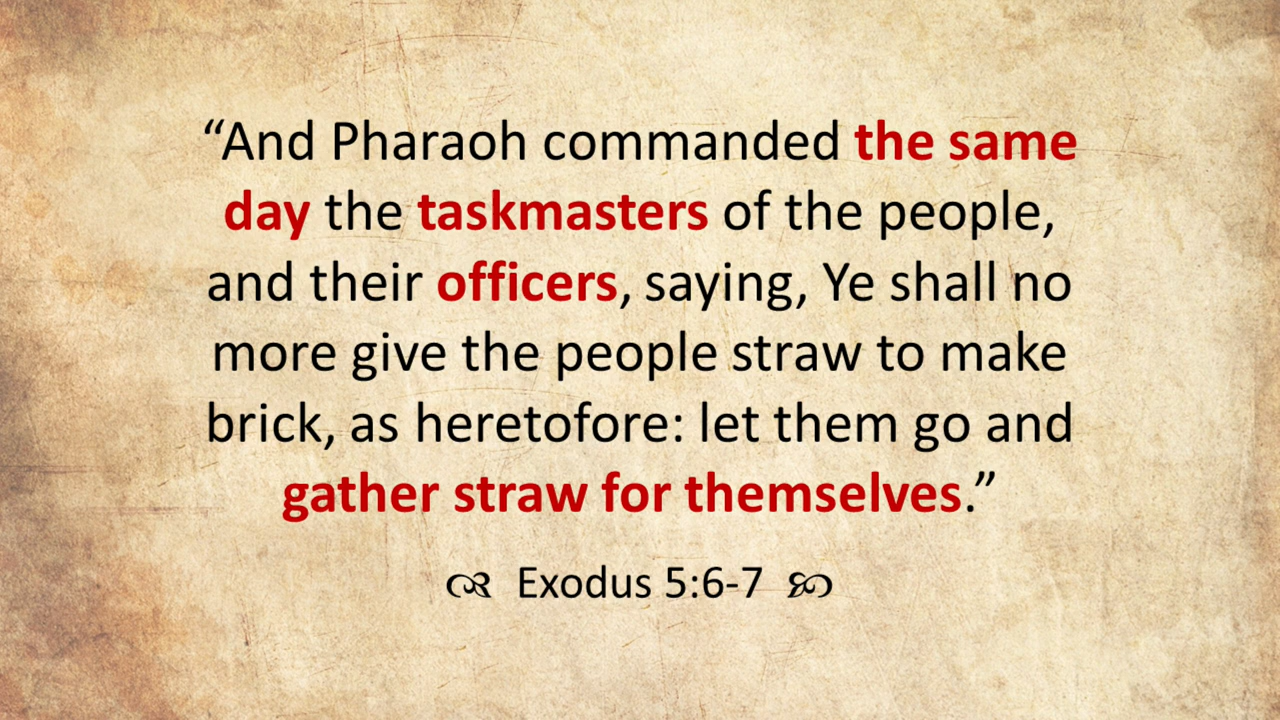 “And Pharaoh commanded the same
day the taskmasters of the people,
and their officers, saying, Ye shall no
more give the people straw to make
brick, as heretofore: let them go and
gather straw for themselves.”
Exodus 5:6-7